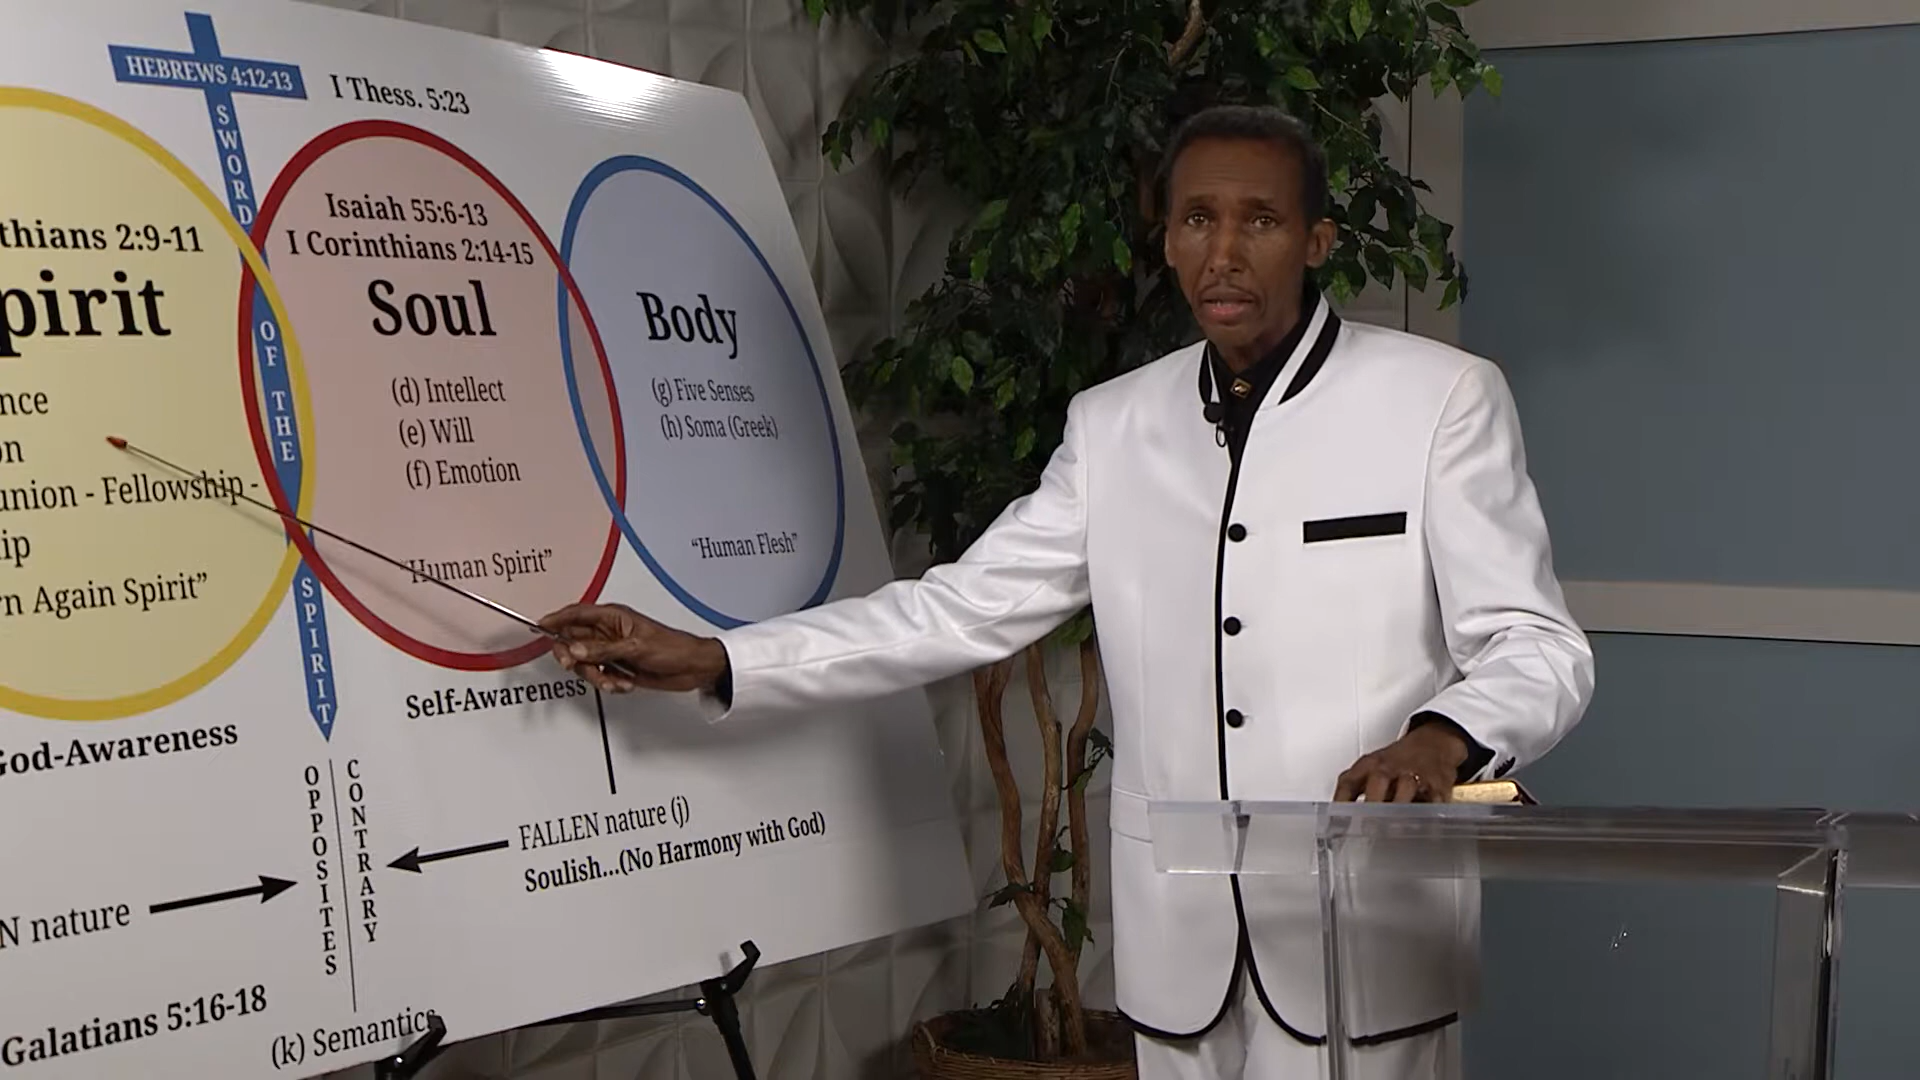 HEBREWS 4:12-13
SWORD OF THE SPIRIT
I Thess. 5:23
thians 2:9-11
pirit
nce
on
union - Fellowship -
ip
n Again Spirit”
God-Awareness
Isaiah 55:6-13
I Corinthians 2:14-15
Soul
(d) Intellect
(e) Will
(f) Emotion
“Human Spirit”
Self-Awareness
Body
(g) Five Senses
(h) Soma (Greek)
“Human Flesh”
OPPOSITES
CONTRARY
FALLEN nature (j)
Soulish...(No Harmony with God)
N nature
Galatians 5:16-18
(k) Semantics